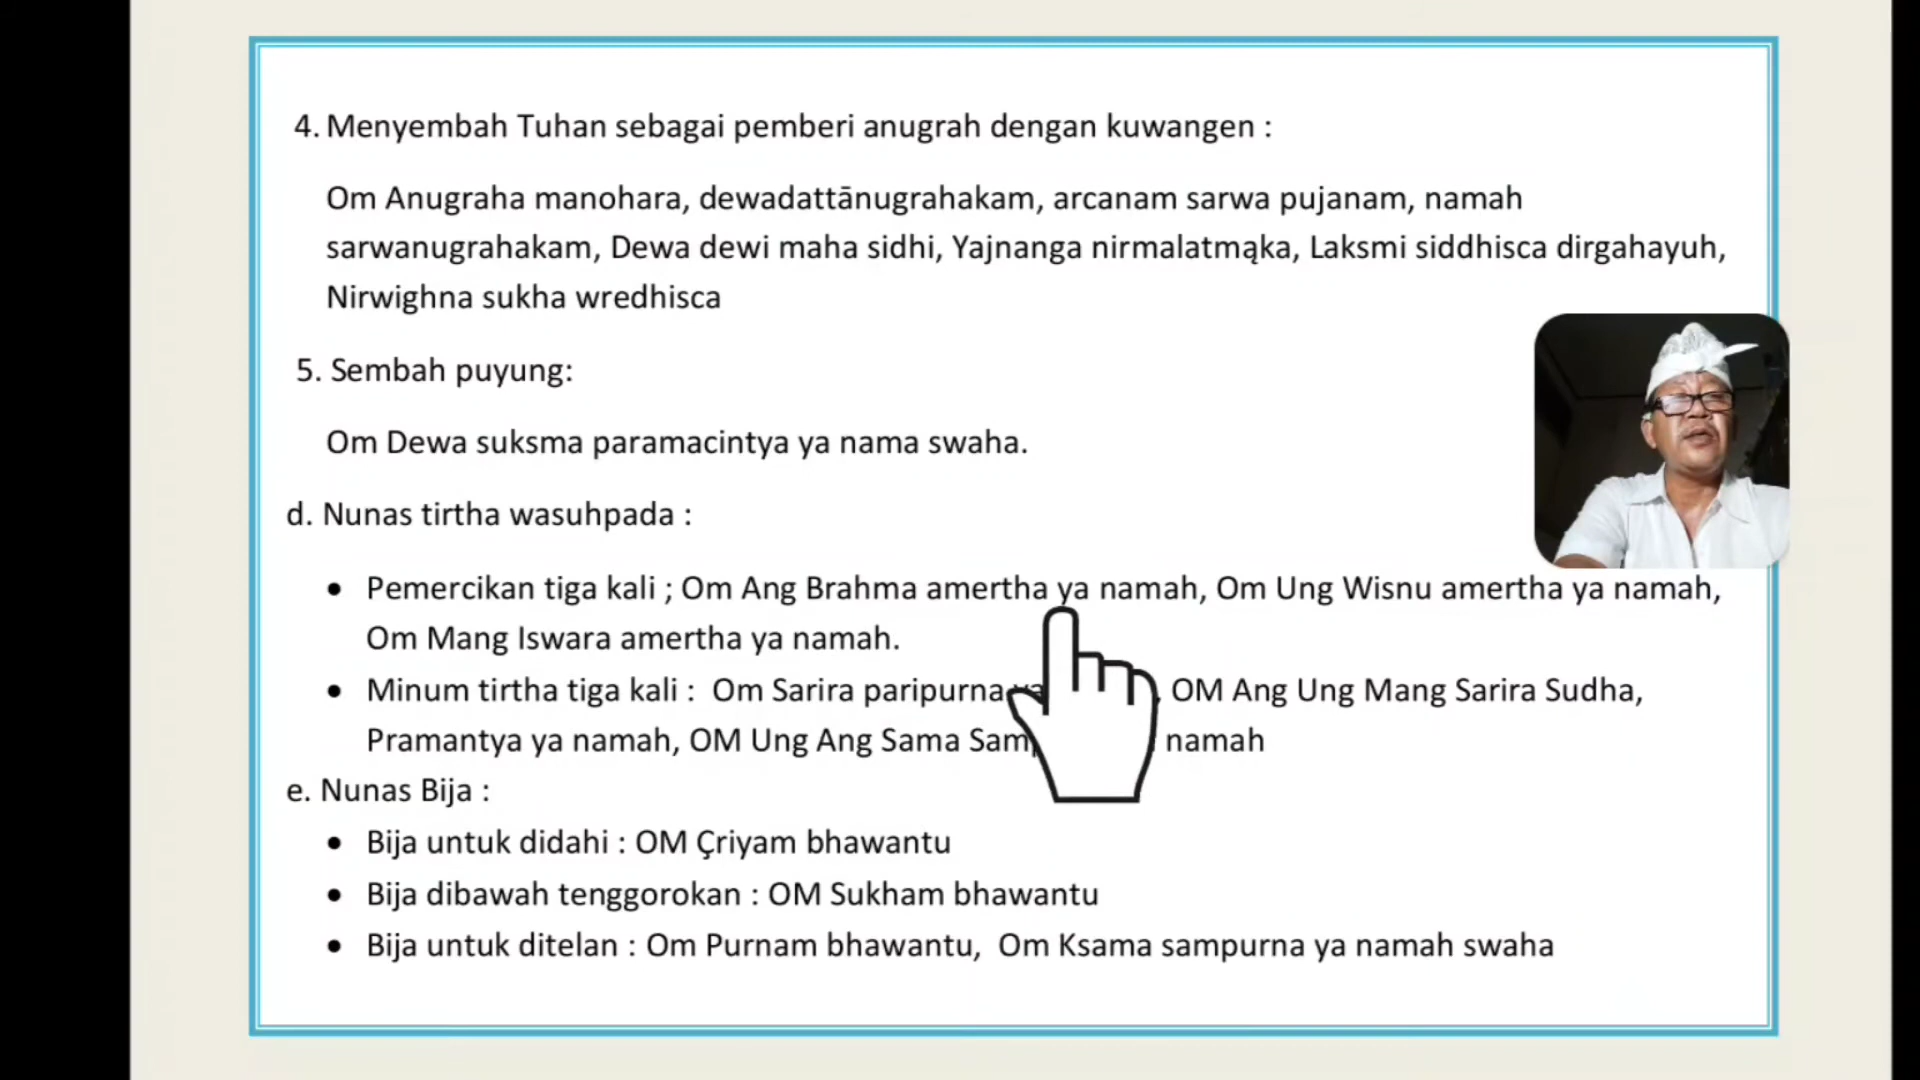 4. Menyembah Tuhan sebagai pemberi anugrah dengan kuwangen :
Om Anugraha manohara, dewadattānugrahakam, arcanam sarwa pujanam, namah
sarwanugrahakam, Dewa dewi maha sidhi, Yajnanga nirmalatmąka, Laksmi siddhisca dirgahayuh,
Nirwighna sukha wredhisca
5. Sembah puyung:
Om Dewa suksma paramacintya ya nama swaha.
d. Nunas tirtha wasuhpada :
• Pemercikan tiga kali ; Om Ang Brahma amertha ya namah, Om Ung Wisnu amertha ya namah,
Om Mang Iswara amertha ya namah.
• Minum tirtha tiga kali : Om Sarira paripurna OM Ang Ung Mang Sarira Sudha,
Pramantya ya namah, OM Ung Ang Sama namah
e. Nunas Bija :
• Bija untuk didahi : OM Çriyam bhawantu
• Bija dibawah tenggorokan : OM Sukham bhawantu
• Bija untuk ditelan : Om Purnam bhawantu, Om Ksama sampurna ya namah swaha